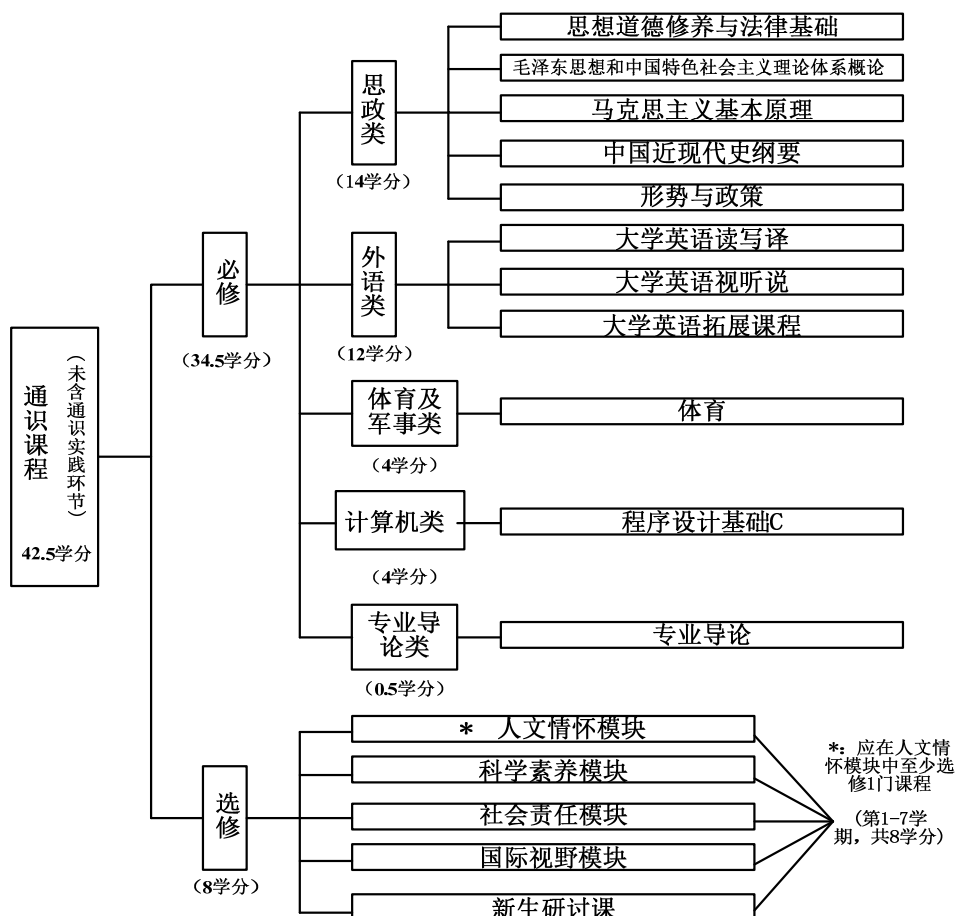 通识课程
（未含通识实践环节）
42.5学分
必修
（34.5学分）
思政类
（14学分）
思想道德修养与法律基础
毛泽东思想和中国特色社会主义理论体系概论
马克思主义基本原理
中国近现代史纲要
形势与政策
外语类
（12学分）
大学英语读写译
大学英语视听说
大学英语拓展课程
体育及
军事类
（4学分）
体育
计算机类
（4学分）
程序设计基础C
专业导
论类
（0.5学分）
专业导论
选修
（8学分）
* 人文情怀模块
科学素养模块
社会责任模块
国际视野模块
新生研讨课
*：应在人文情
怀模块中至少选
修1门课程
(第1-7学
期，共8学分)